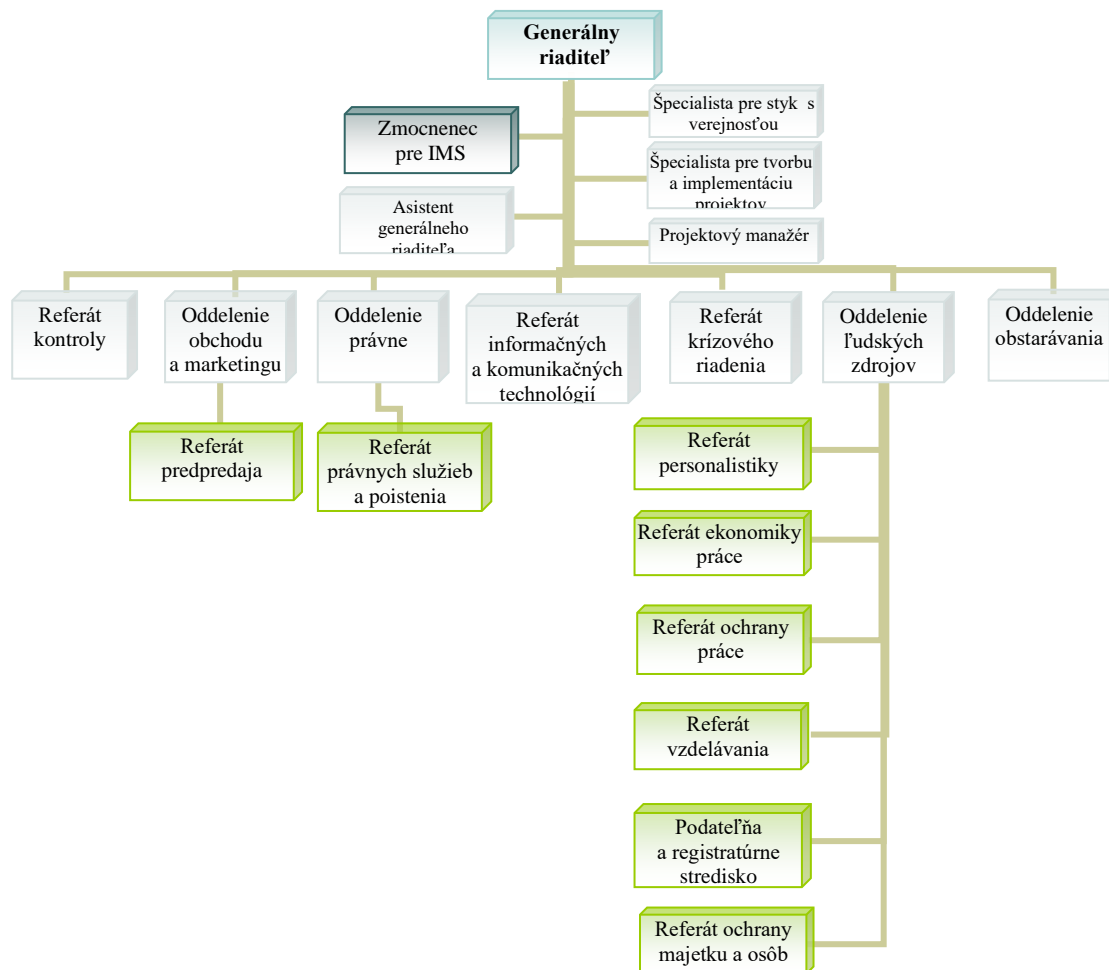 Generálny
riaditeľ
Špecialista pre styk s
verejnosťou
Zmocnenec
pre IMS
Špecialista pre tvorbu
a implementáciu
projektov
Asistent
generálneho
riaditeľa
Projektový manažér
Referát
kontroly
Oddelenie
obchodu
a marketingu
Oddelenie
právne
Referát
informačných
a komunikačných
technológií
Referát
krízového
riadenia
Oddelenie
ľudských
zdrojov
Oddelenie
obstarávania
Referát
predpredaja
Referát
právnych služieb
a poistenia
Referát
personalistiky
Referát ekonomiky
práce
Referát ochrany
práce
Referát
vzdelávania
Podateľňa
a registratúrne
stredisko
Referát ochrany
majetku a osôb